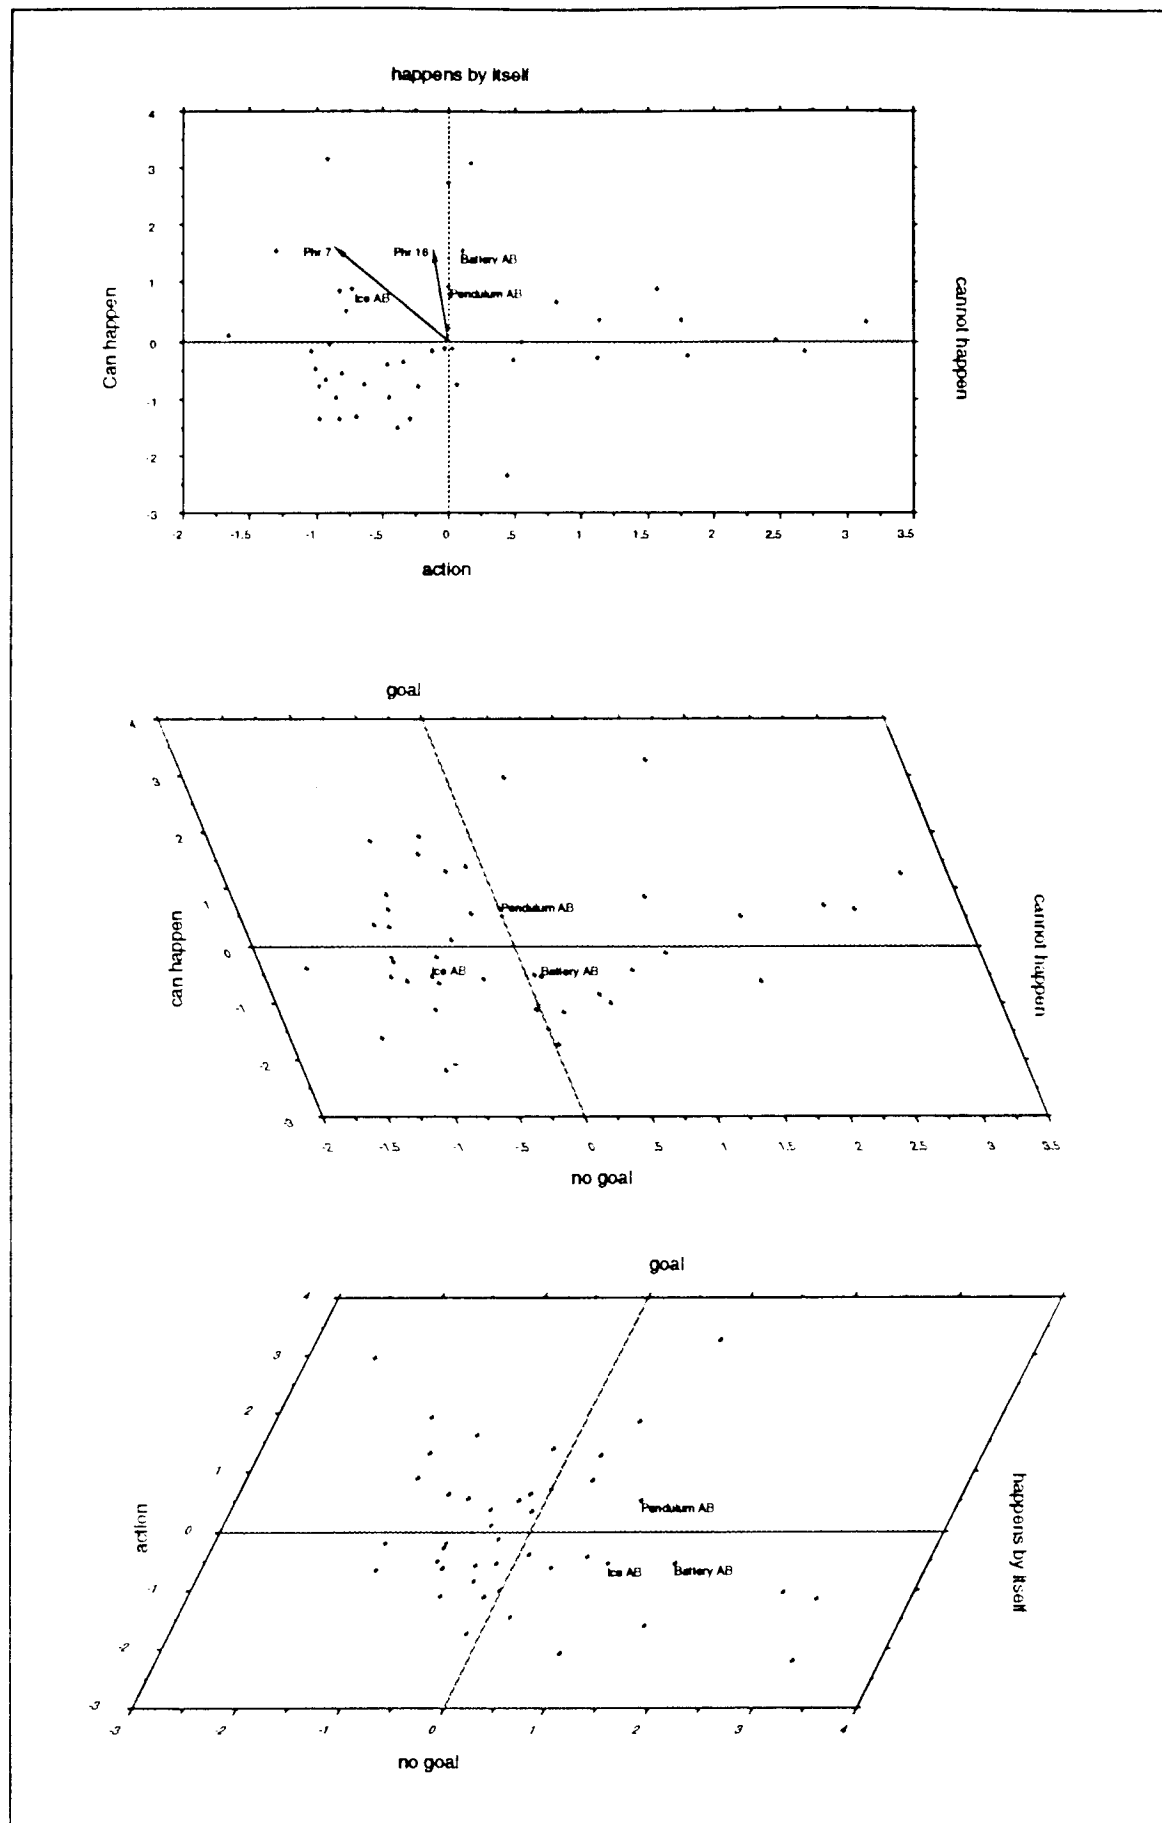 happens by itself
4
3
2
Phr 7
Phr 16
Battery AB
1
Ice AB
Pendulum AB
Can happen
cannot happen
0
-1
-2
-3
-2 -1.5 -1 -.5 0 .5 1 1.5 2 2.5 3 3.5
action
goal
4
3
2
1
Pendulum AB
can happen
cannot happen
0
Ice AB
Battery AB
-1
-2
-3
-2 -1.5 -1 -.5 0 .5 1 1.5 2 2.5 3 3.5
no goal
goal
4
3
2
1
Pendulum AB
action
happens by itself
0
Ice AB
Battery AB
-1
-2
-3
-3 -2 -1 0 1 2 3 4
no goal